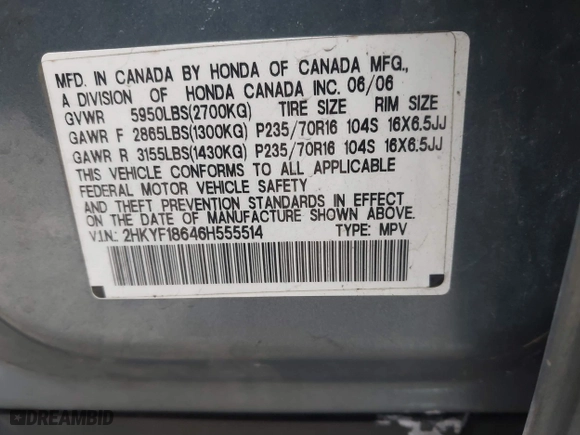 MFD. IN CANADA BY HONDA OF CANADA MFG.,
A DIVISION OF HONDA CANADA INC. 06/06
GVWR 5950LBS(2700KG) TIRE SIZE RIM SIZE
GAWR F 2865LBS(1300KG) P235/70R16 104S 16X6.5JJ
GAWR R 3155LBS(1430KG) P235/70R16 104S 16X6.5JJ
THIS VEHICLE CONFORMS TO ALL APPLICABLE
FEDERAL MOTOR VEHICLE SAFETY
AND THEFT PREVENTION STANDARDS IN EFFECT
ON THE DATE OF MANUFACTURE SHOWN ABOVE.
V.I.N.: 2HKYF18646H555514 TYPE: MPV
DREAMBID